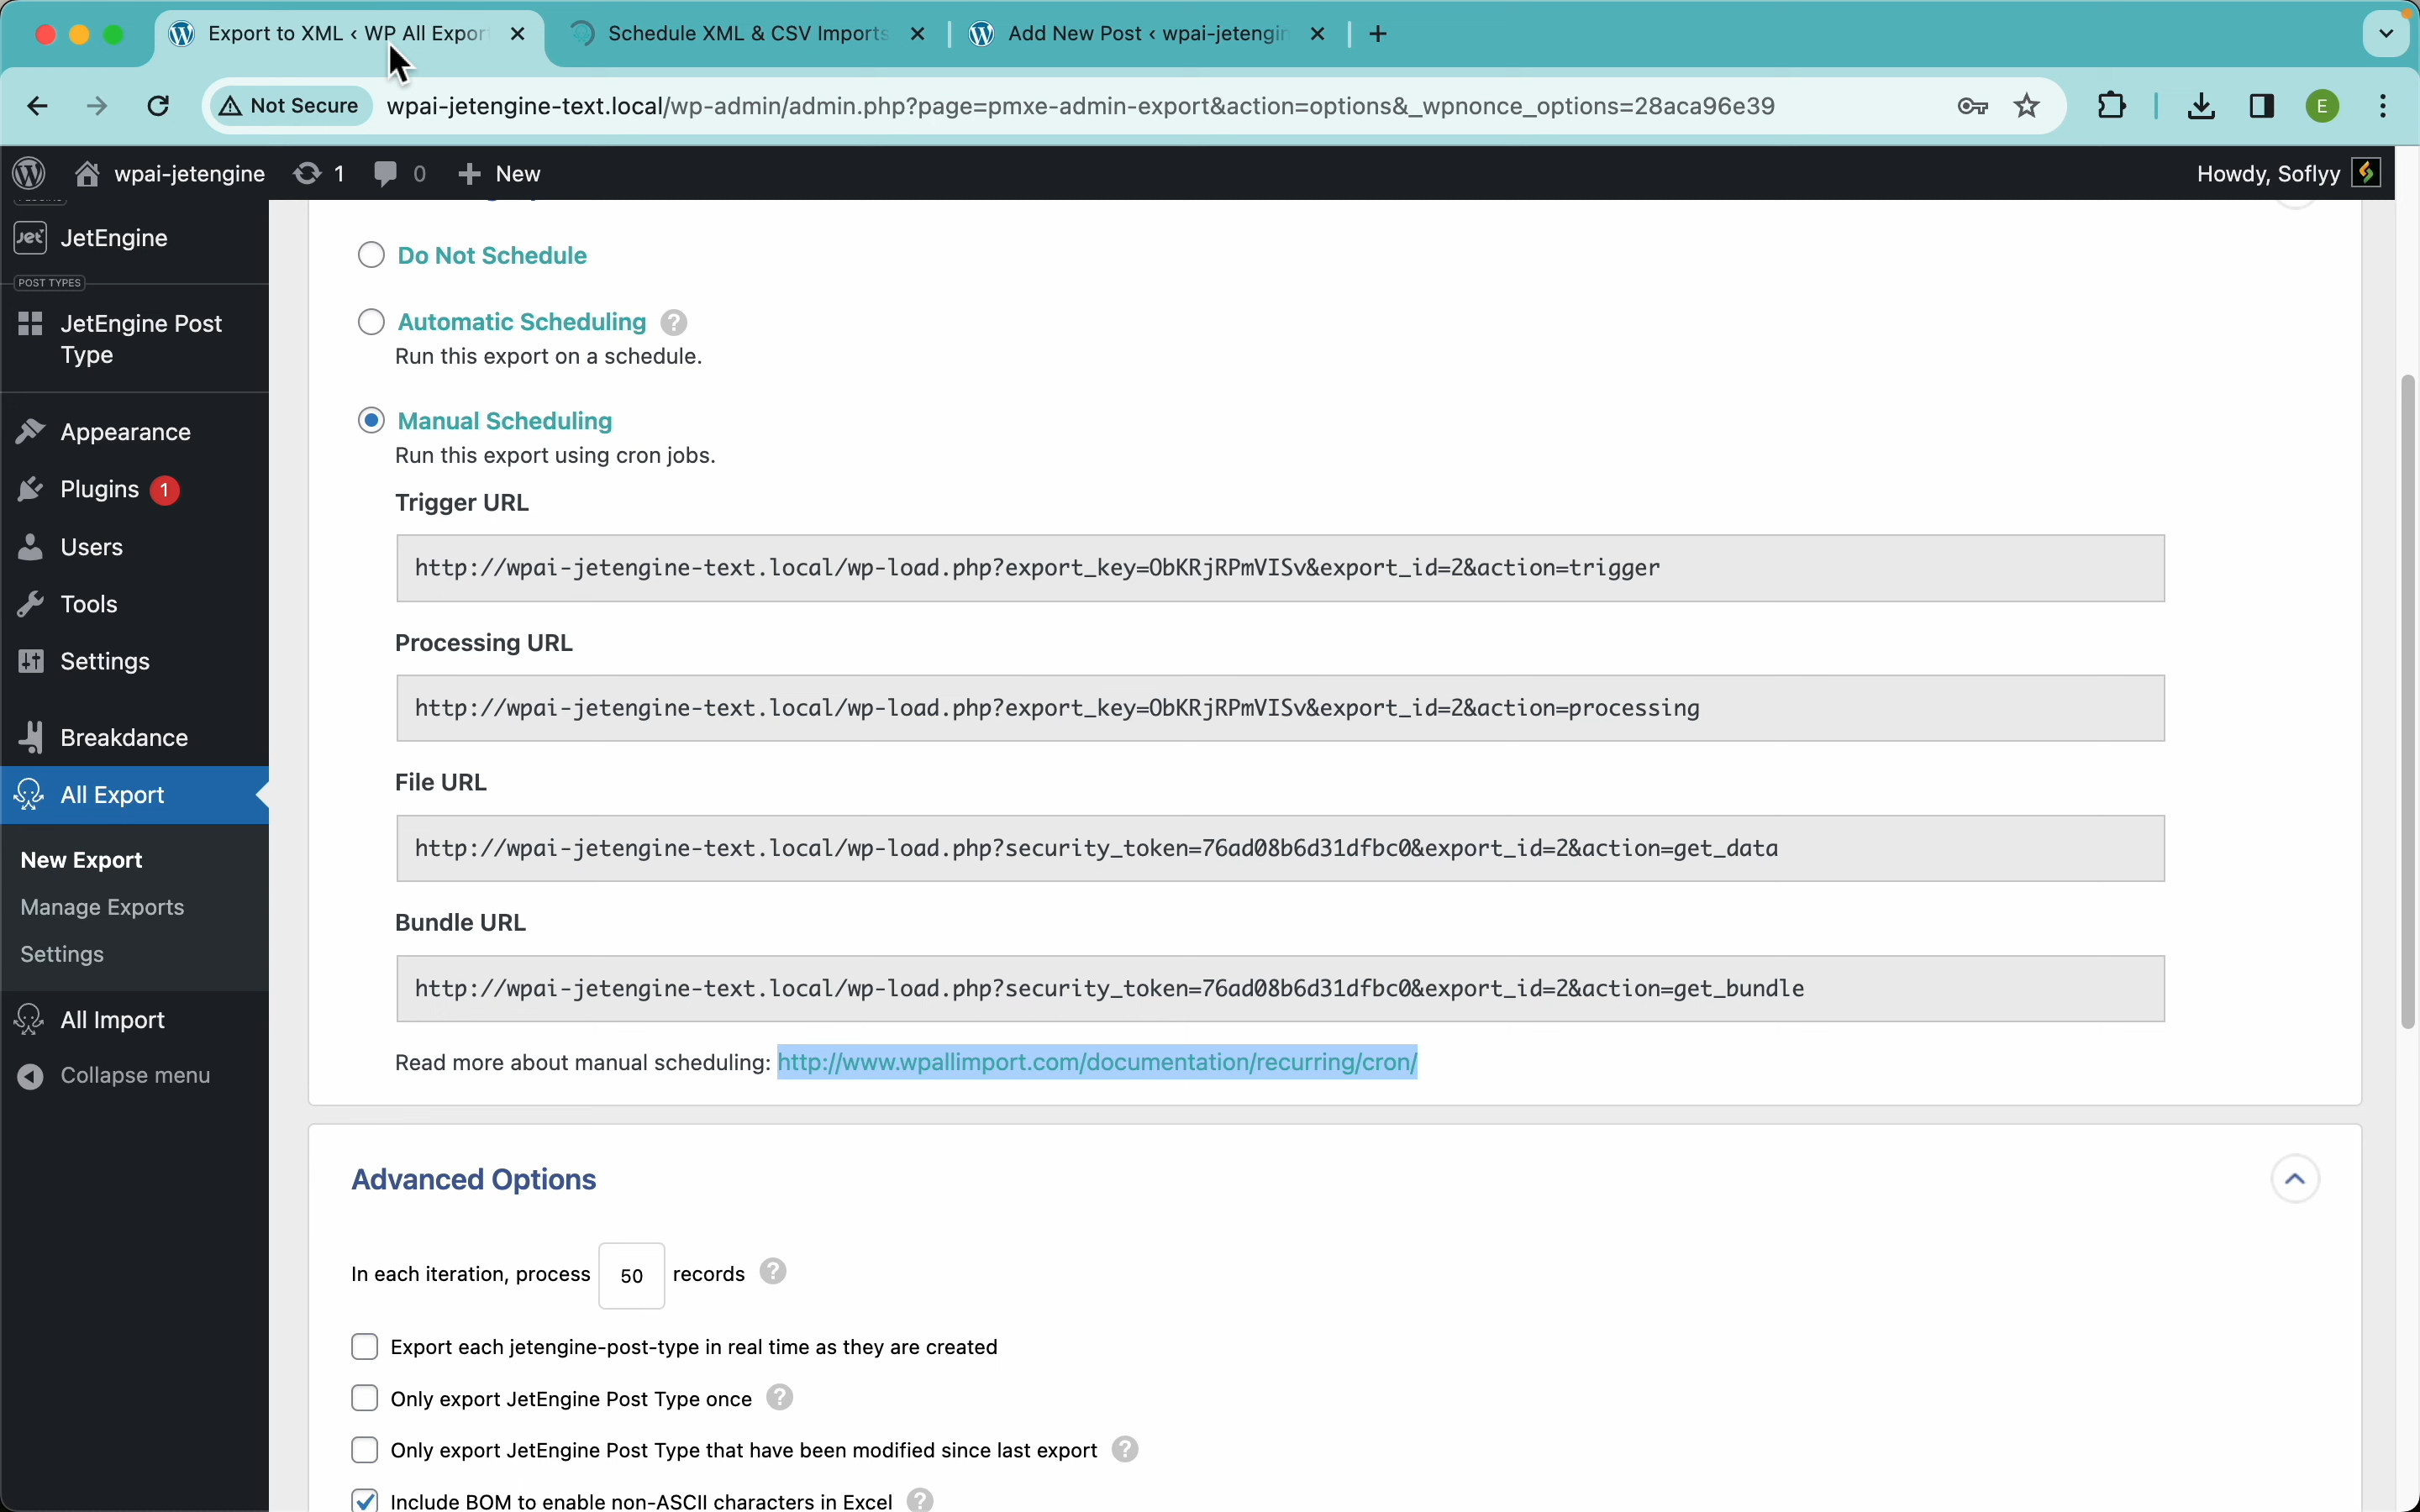 Export to XML ‹ WP All Expor
Schedule XML & CSV Imports
Add New Post ‹ wpai-jetengin
Not Secure
wpai-jetengine-text.local/wp-admin/admin.php?page=pmxe-admin-export&action=options&_wpnonce_options=28aca96e39
E
wpai-jetengine
1
0
New
Howdy, Soflyy
Jet
JetEngine
POST TYPES
JetEngine Post
Type
Appearance
Plugins 1
Users
Tools
Settings
Breakdance
All Export
New Export
Manage Exports
Settings
All Import
Collapse menu
Do Not Schedule
Automatic Scheduling ?
Run this export on a schedule.
Manual Scheduling
Run this export using cron jobs.
Trigger URL
http://wpai-jetengine-text.local/wp-load.php?export_key=ObKRjRPmVISv&export_id=2&action=trigger
Processing URL
http://wpai-jetengine-text.local/wp-load.php?export_key=ObKRjRPmVISv&export_id=2&action=processing
File URL
http://wpai-jetengine-text.local/wp-load.php?security_token=76ad08b6d31dfbc0&export_id=2&action=get_data
Bundle URL
http://wpai-jetengine-text.local/wp-load.php?security_token=76ad08b6d31dfbc0&export_id=2&action=get_bundle
Read more about manual scheduling: http://www.wpallimport.com/documentation/recurring/cron/
Advanced Options
In each iteration, process 50 records ?
Export each jetengine-post-type in real time as they are created
Only export JetEngine Post Type once ?
Only export JetEngine Post Type that have been modified since last export ?
Include BOM to enable non-ASCII characters in Excel ?